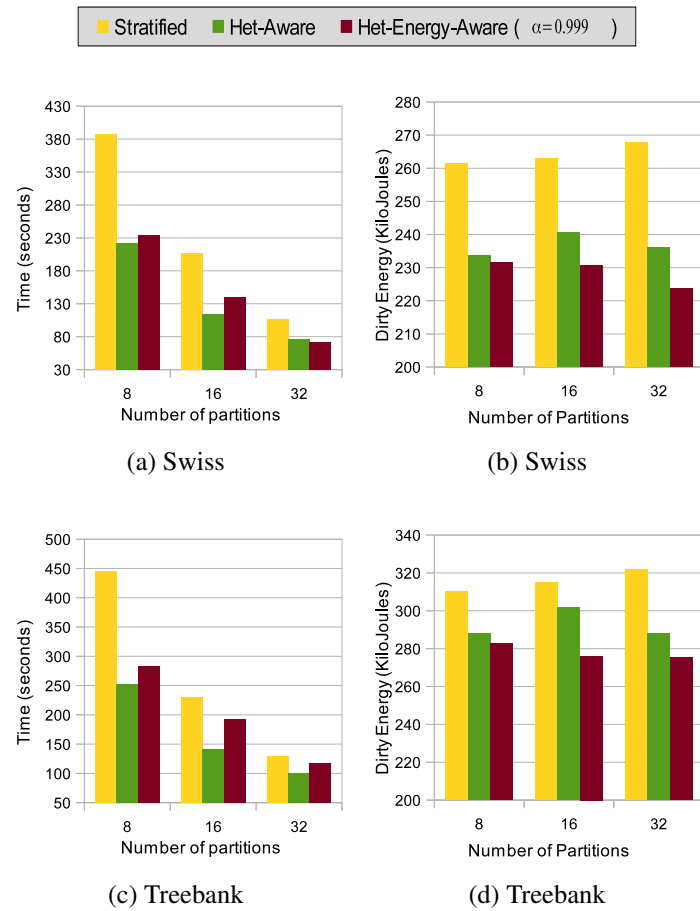 Stratified Het-Aware Het-Energy-Aware ( α=0.999 )
430
380
330
280
230
180
130
80
30
Time (seconds)
8 16 32
Number of partitions
(a) Swiss
280
270
260
250
240
230
220
210
200
Dirty Energy (KiloJoules)
8 16 32
Number of Partitions
(b) Swiss
500
450
400
350
300
250
200
150
100
50
Time (seconds)
8 16 32
Number of partitions
(c) Treebank
340
320
300
280
260
240
220
200
Dirty Energy (KiloJoules)
8 16 32
Number of Partitions
(d) Treebank